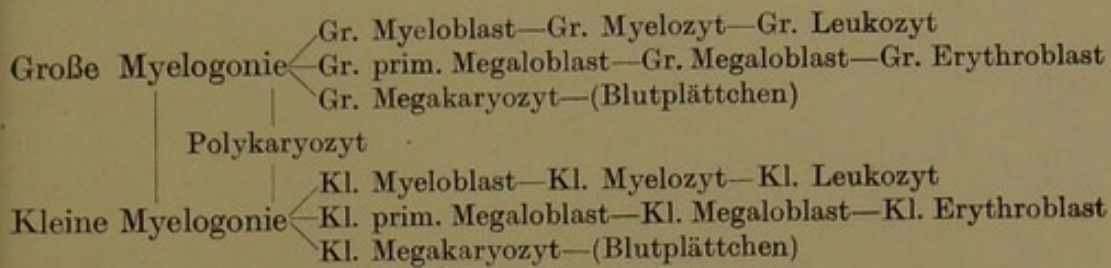 Gr. Myeloblast—Gr. Myelozyt—Gr. Leukozyt
Große Myelogonie Gr. prim. Megaloblast—Gr. Megaloblast—Gr. Erythroblast
Gr. Megakaryozyt—(Blutplättchen)
Polykaryozyt
Kl. Myeloblast—Kl. Myelozyt—Kl. Leukozyt
Kleine Myelogonie Kl. prim. Megaloblast—Kl. Megaloblast—Kl. Erythroblast
Kl. Megakaryozyt—(Blutplättchen)